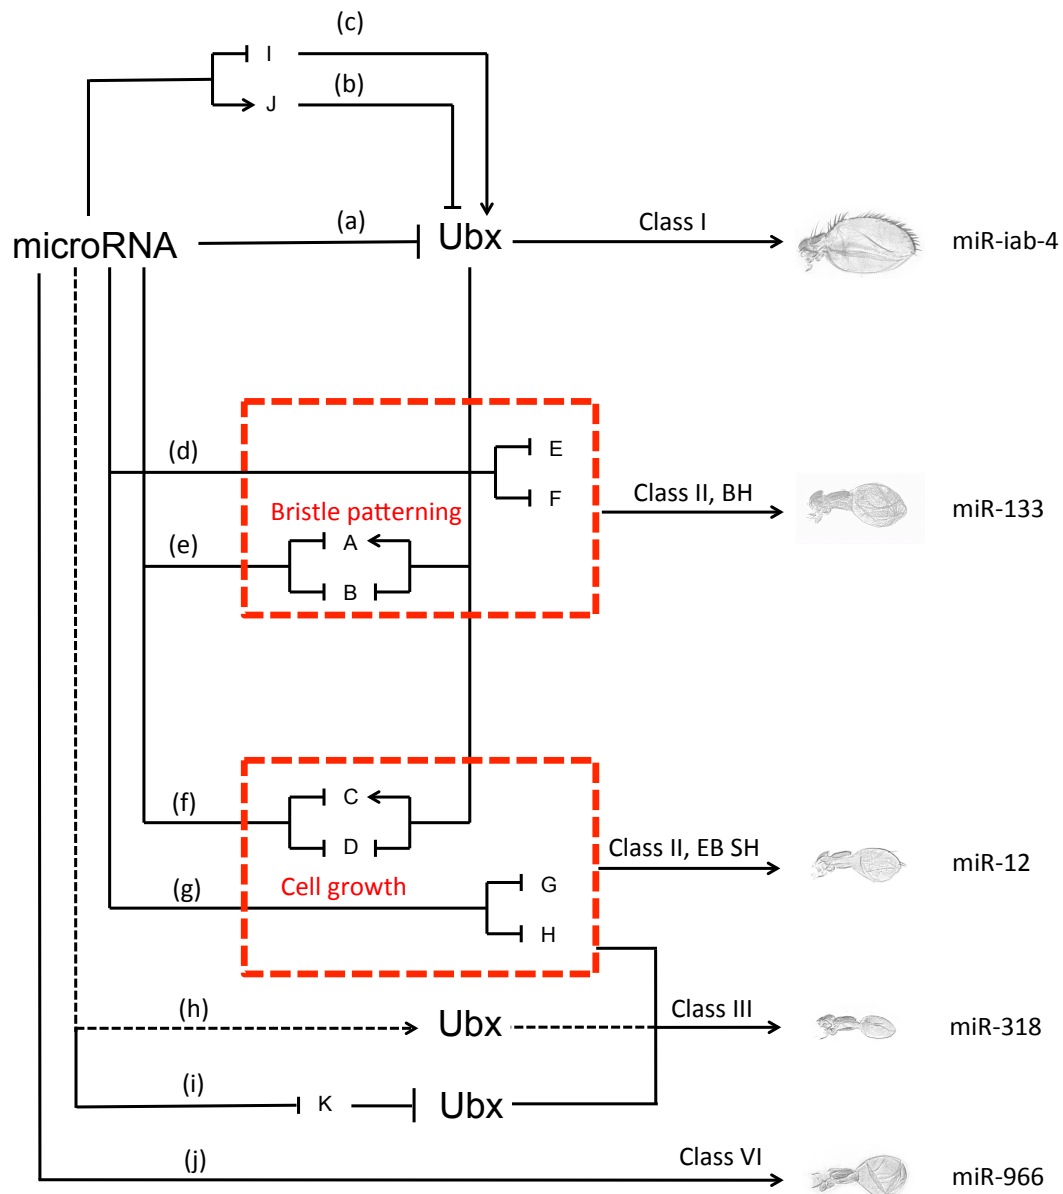 (c)
I
(b)
J
(a)
microRNA
Ubx
Class I
miR-iab-4
(d)
E
F
Class II, BH
miR-133
Bristle patterning
(e)
A
B
(f)
C
D
Class II, EB SH
miR-12
Cell growth
(g)
G
H
(h)
Ubx
Class III
miR-318
(i)
K
Ubx
(j)
Class VI
miR-966